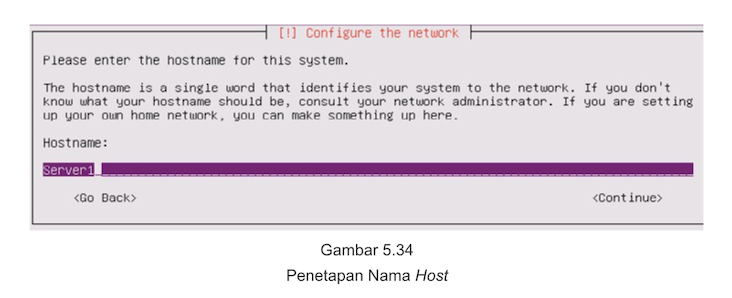 [!] Configure the network
Please enter the hostname for this system.
The hostname is a single word that identifies your system to the network. If you don't
know what your hostname should be, consult your network administrator. If you are setting
up your own home network, you can make something up here.
Hostname:
Server1
<Go Back> <Continue>
Gambar 5.34
Penetapan Nama Host